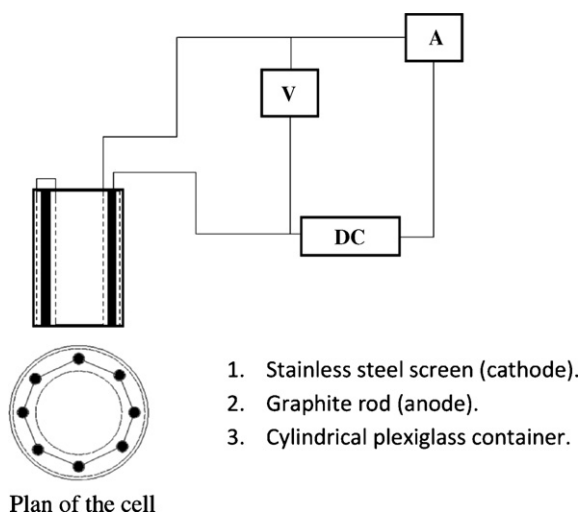 A
V
DC
1. Stainless steel screen (cathode).
2. Graphite rod (anode).
3. Cylindrical plexiglass container.
Plan of the cell